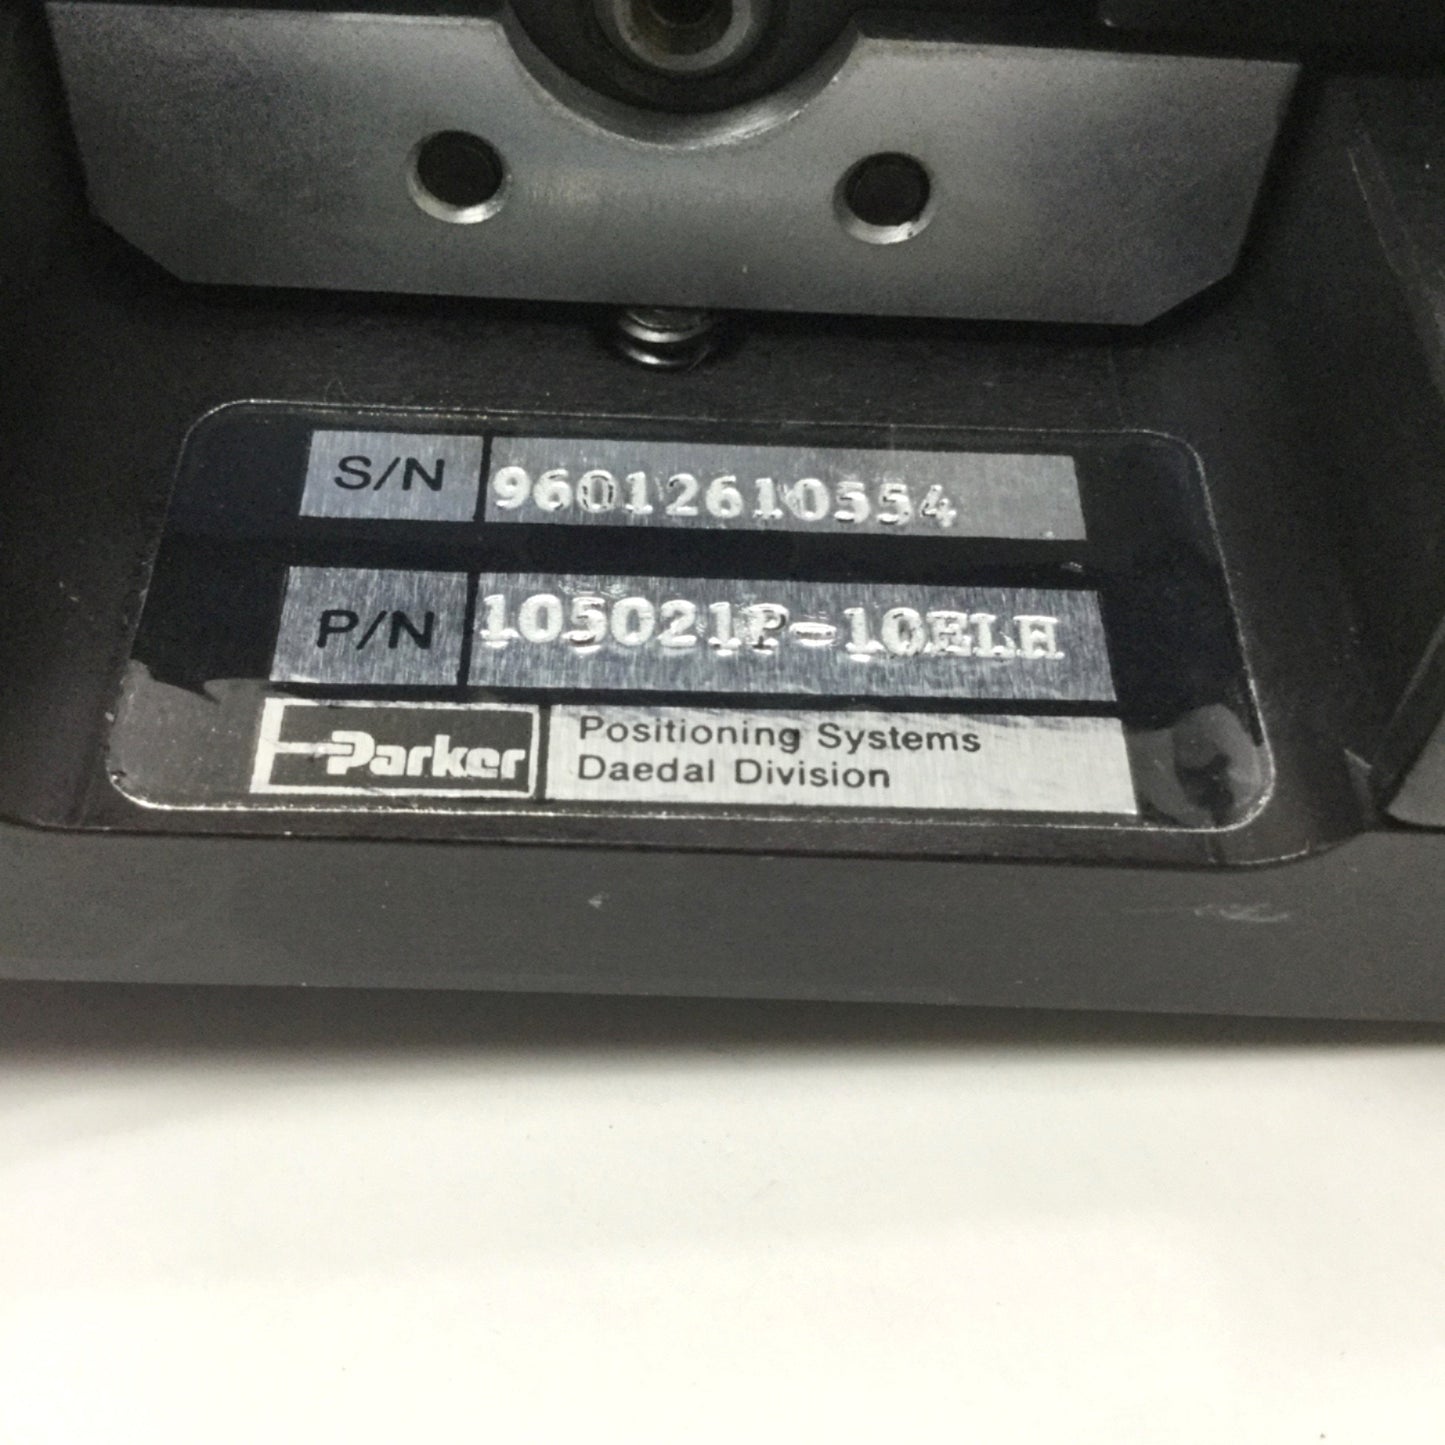 S/N 96012610554
P/N 105021P-10ELH
Parker Positioning Systems
Daedal Division